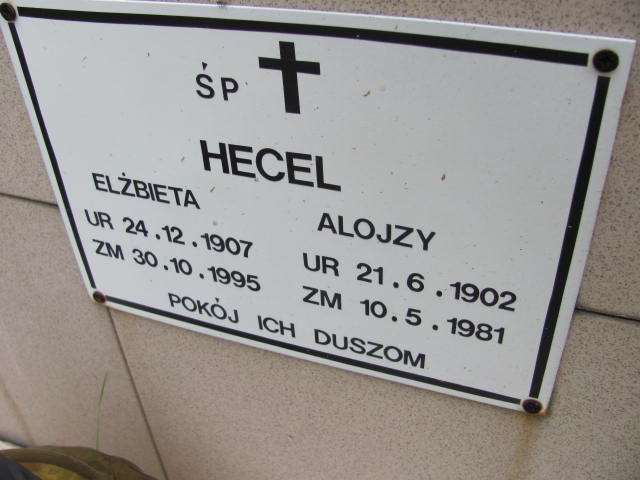 ŚP
HECEL
ELŻBIETA
UR 24.12.1907
ZM 30.10.1995
ALOJZY
UR 21.6.1902
ZM 10.5.1981
POKÓJ ICH DUSZOM